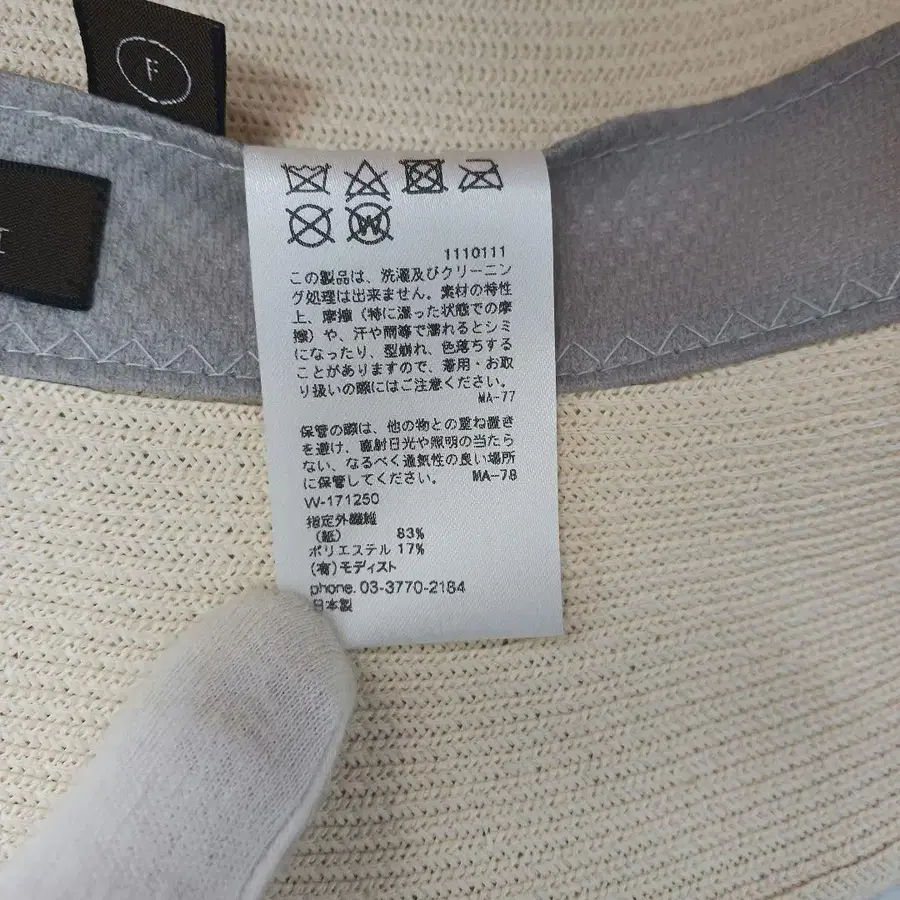 F
W
1110111
この製品は、洗濯及びクリーニン
グ処理は出来ません。素材の特性
上、摩擦（特に湿った状態での摩
擦）や、汗や雨等で濡れるとシミ
になったり、型崩れ、色落ちする
ことがありますので、着用・お取
り扱いの際にはご注意ください。
MA-77
保管の際は、他の物との重ね置き
を避け、直射日光や照明の当たら
ない、なるべく通気性の良い場所
に保管してください。 MA-78
W-171250
指定外繊維
（紙） 83%
ポリエステル 17%
(有)モディスト
phone. 03-3770-2184
日本製